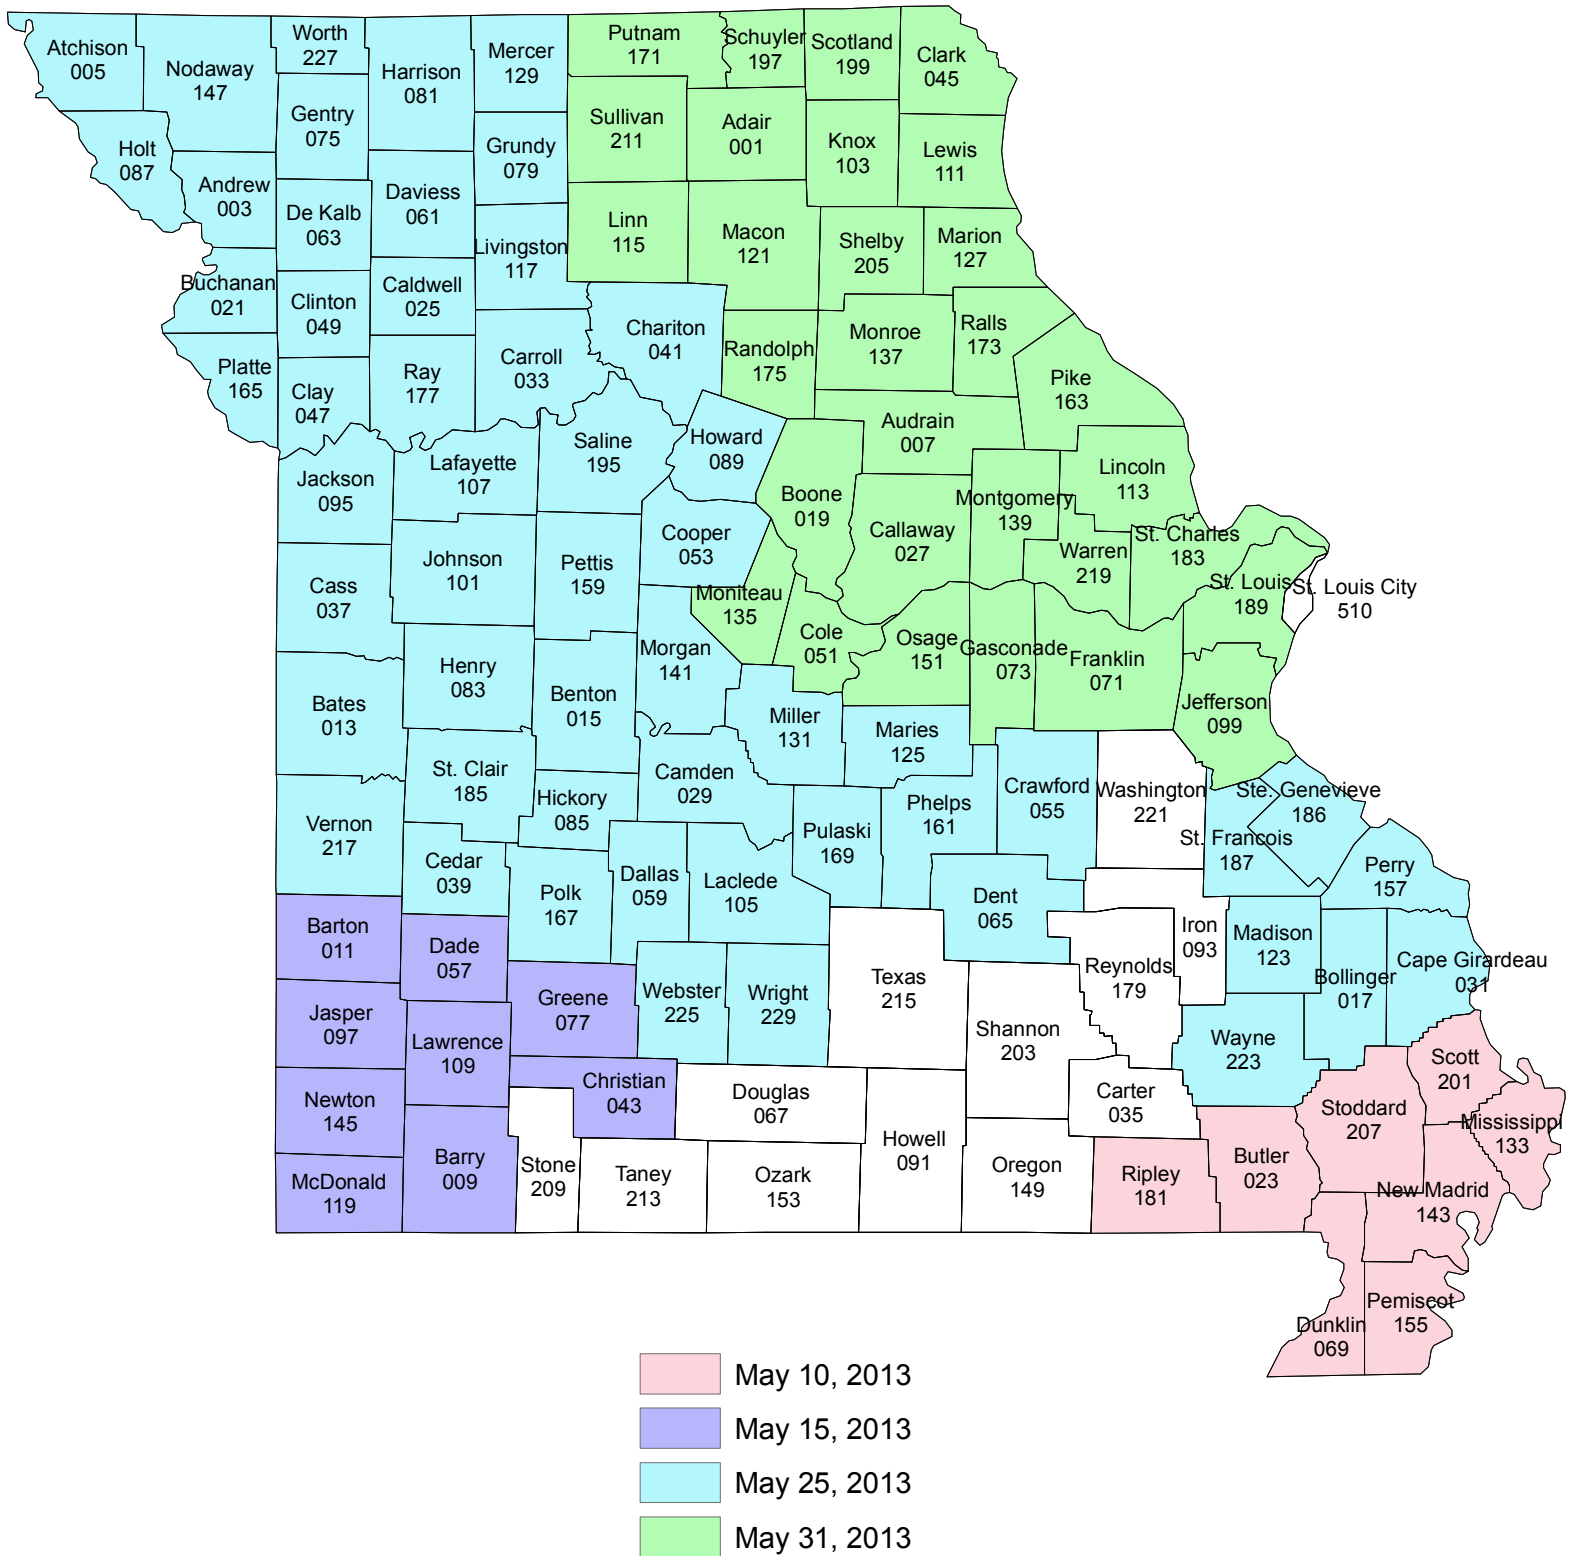 Atchison
005
Nodaway
147
Worth
227
Harrison
081
Mercer
129
Putnam
171
Schuyler
197
Scotland
199
Clark
045
Holt
087
Andrew
003
Gentry
075
De Kalb
063
Daviess
061
Grundy
079
Sullivan
211
Adair
001
Knox
103
Lewis
111
Buchanan
021
Clinton
049
Caldwell
025
Livingston
117
Linn
115
Macon
121
Shelby
205
Marion
127
Platte
165
Clay
047
Ray
177
Carroll
033
Chariton
041
Randolph
175
Monroe
137
Ralls
173
Pike
163
Jackson
095
Lafayette
107
Saline
195
Howard
089
Boone
019
Audrain
007
Callaway
027
Montgomery
139
Lincoln
113
Warren
219
St. Charles
183
St. Louis
189
St. Louis City
510
Cass
037
Johnson
101
Pettis
159
Cooper
053
Moniteau
135
Cole
051
Osage
151
Gasconade
073
Franklin
071
Jefferson
099
Bates
013
Henry
083
Benton
015
Morgan
141
Miller
131
Maries
125
Vernon
217
St. Clair
185
Hickory
085
Camden
029
Pulaski
169
Phelps
161
Crawford
055
Washington
221
Ste. Genevieve
186
St. Francois
187
Perry
157
Cedar
039
Polk
167
Dallas
059
Laclede
105
Dent
065
Iron
093
Madison
123
Bollinger
017
Cape Girardeau
031
Barton
011
Dade
057
Greene
077
Webster
225
Wright
229
Texas
215
Shannon
203
Reynolds
179
Wayne
223
Jasper
097
Lawrence
109
Christian
043
Douglas
067
Howell
091
Carter
035
Stoddard
207
Scott
201
Mississippi
133
Newton
145
McDonald
119
Barry
009
Stone
209
Taney
213
Ozark
153
Oregon
149
Ripley
181
Butler
023
New Madrid
143
Dunklin
069
Pemiscot
155
May 10, 2013
May 15, 2013
May 25, 2013
May 31, 2013